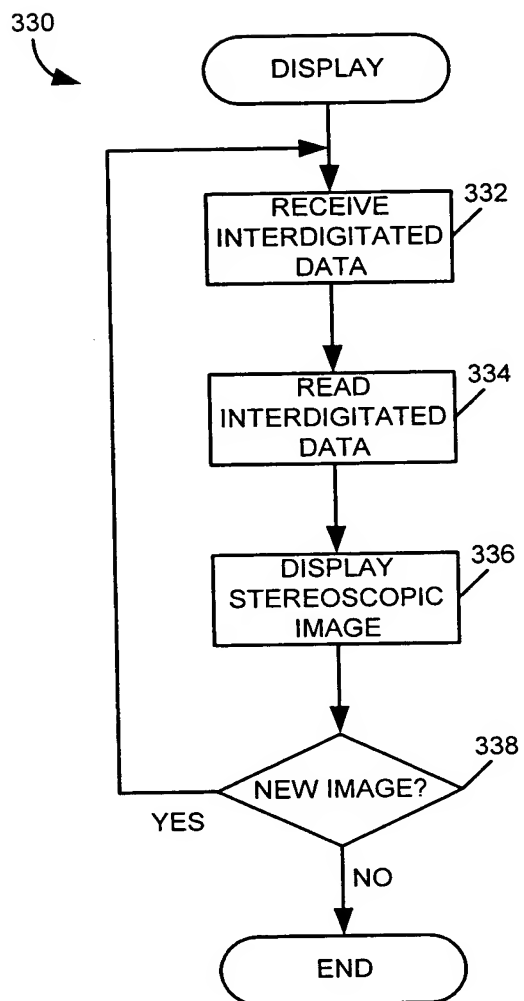 330
DISPLAY
RECEIVE
INTERDIGITATED
DATA
332
READ
INTERDIGITATED
DATA
334
DISPLAY
STEREOSCOPIC
IMAGE
336
NEW IMAGE?
338
YES
NO
END